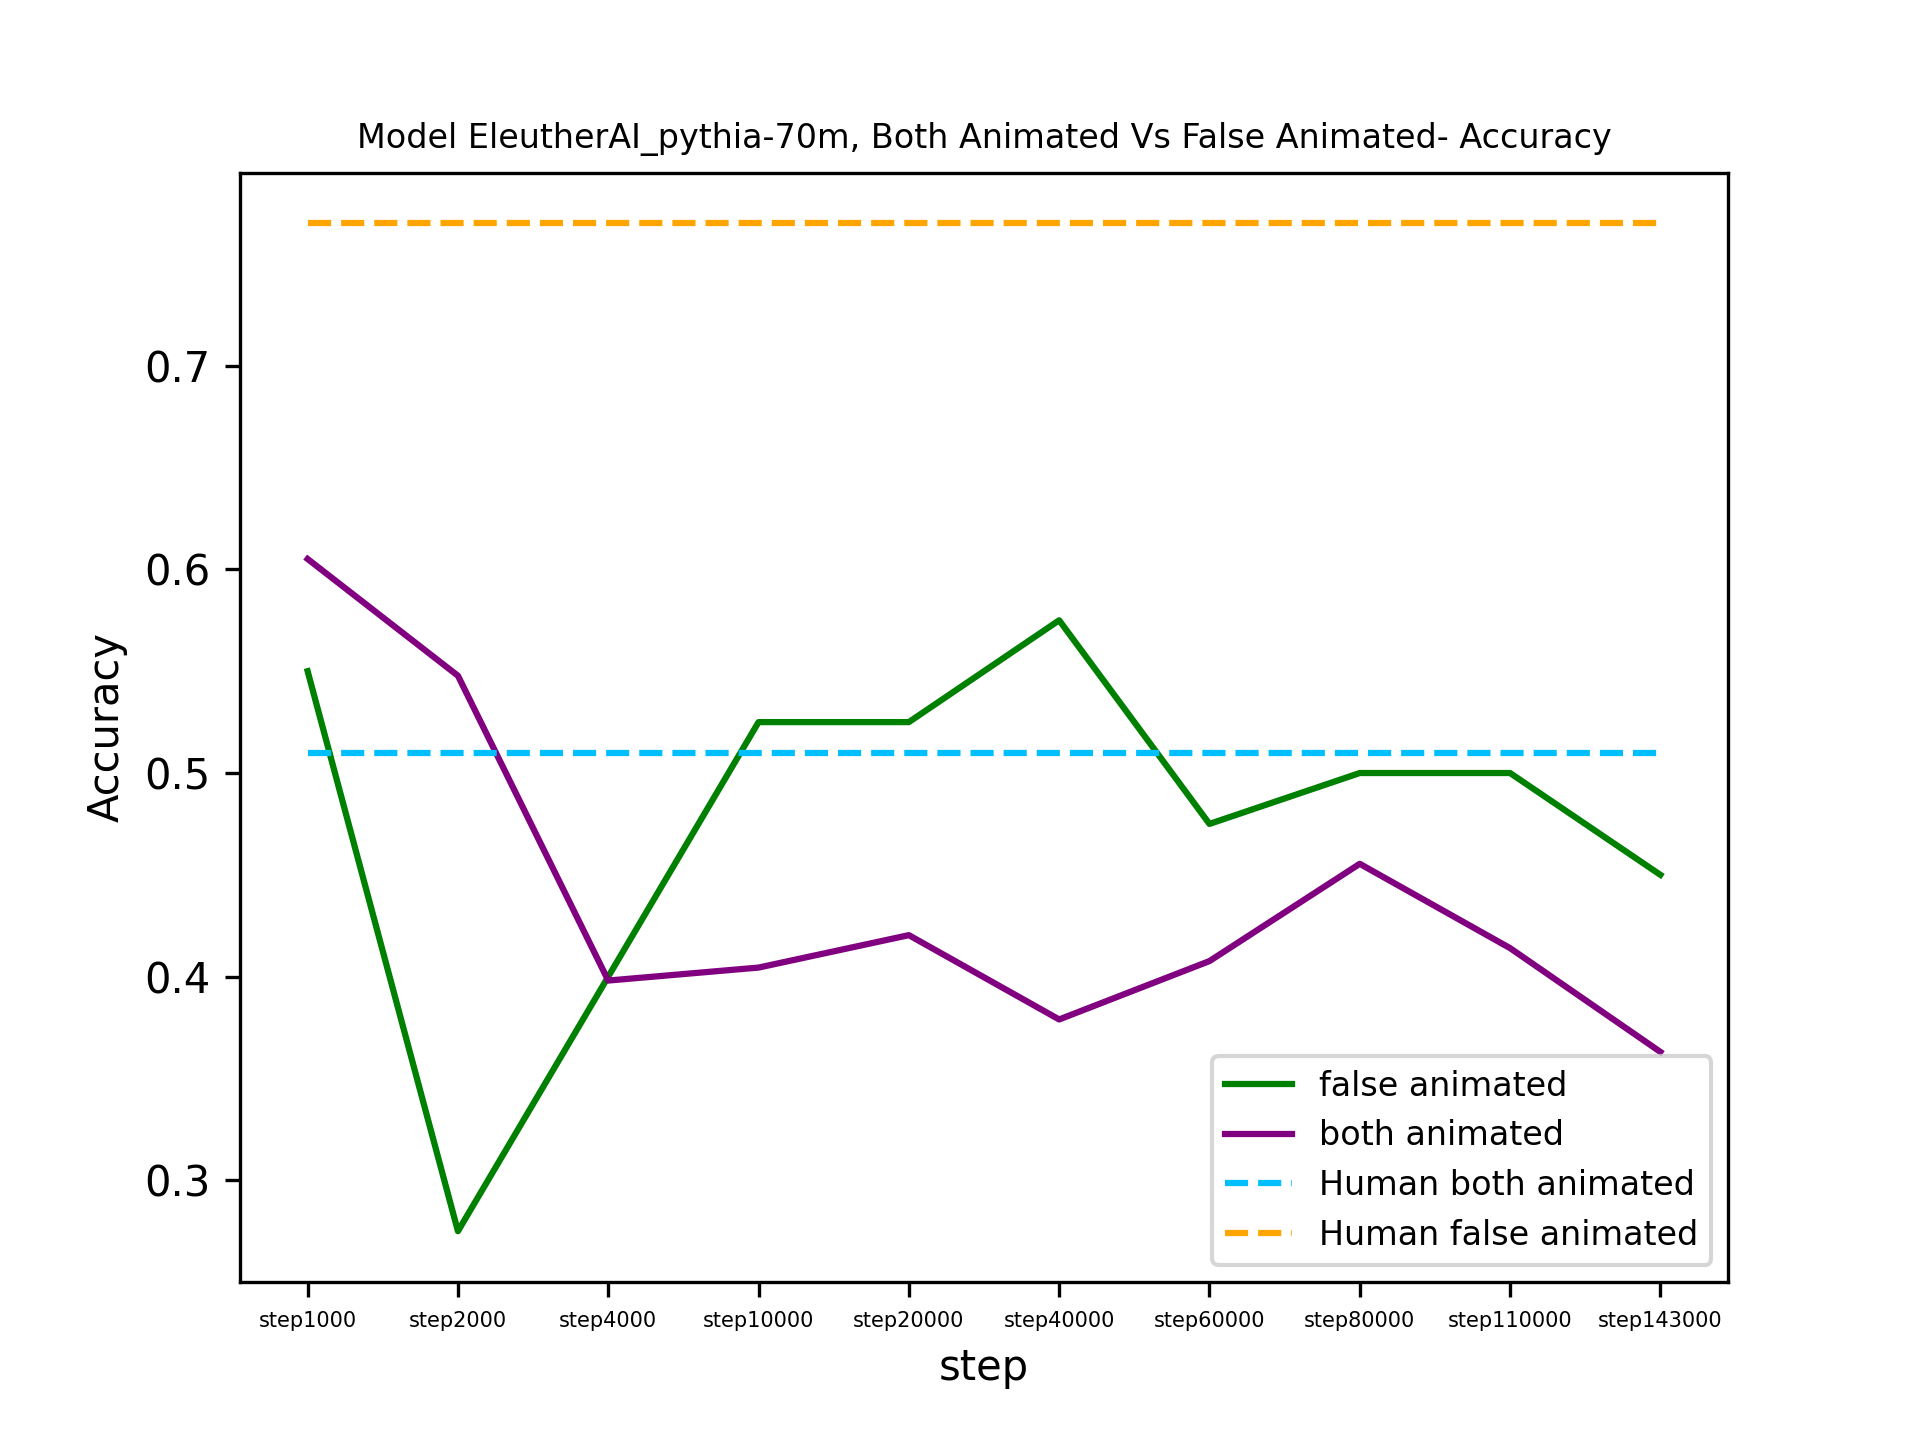 Model EleutherAI_pythia-70m, Both Animated Vs False Animated- Accuracy
Accuracy
0.7
0.6
0.5
0.4
0.3
false animated
both animated
Human both animated
Human false animated
step1000 step2000 step4000 step10000 step20000 step40000 step60000 step80000 step110000 step143000
step